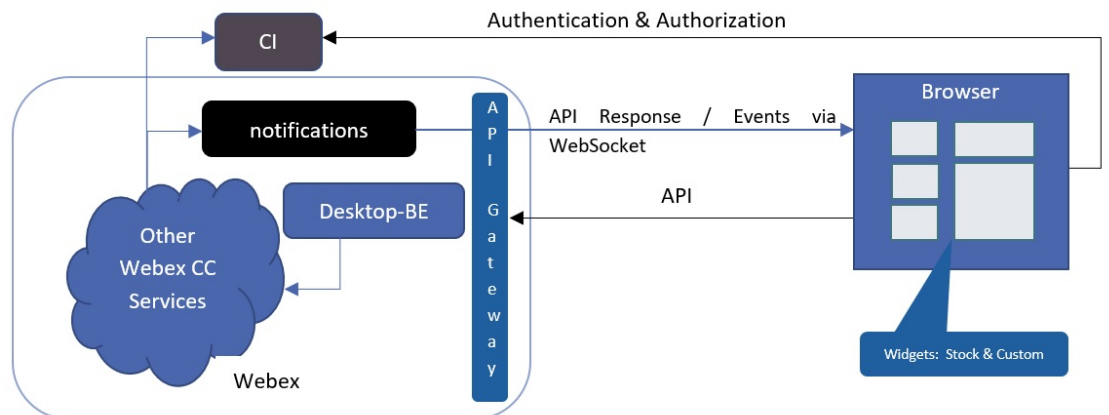 Authentication & Authorization
CI
Browser
notifications
API Response / Events via
WebSocket
API Gateway
Desktop-BE
API
Other
Webex CC
Services
Widgets: Stock & Custom
Webex